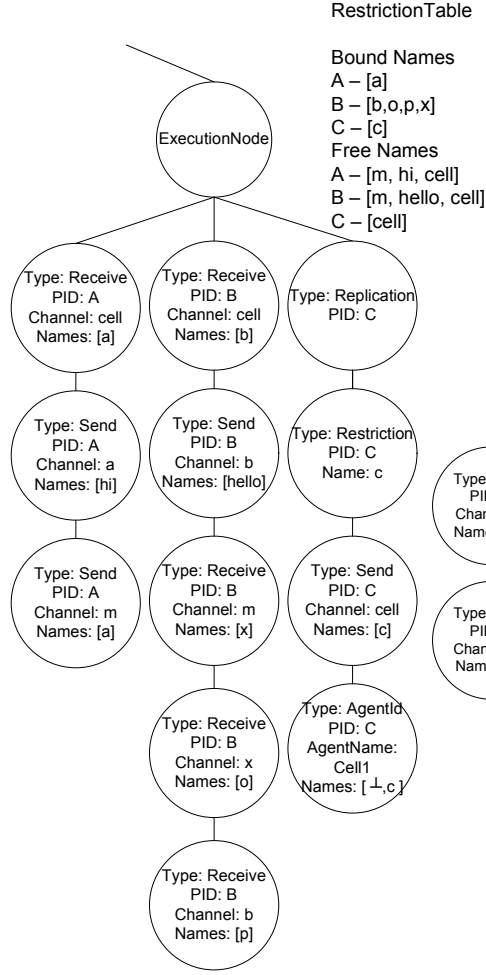 RestrictionTable
Bound Names
A – [a]
B – [b,o,p,x]
C – [c]
Free Names
A – [m, hi, cell]
B – [m, hello, cell]
C – [cell]
ExecutionNode
Type: Receive
PID: A
Channel: cell
Names: [a]
Type: Receive
PID: B
Channel: cell
Names: [b]
Type: Replication
PID: C
Type: Send
PID: A
Channel: a
Names: [hi]
Type: Send
PID: B
Channel: b
Names: [hello]
Type: Restriction
PID: C
Name: c
Type: Send
PID: A
Channel: m
Names: [a]
Type: Receive
PID: B
Channel: m
Names: [x]
Type: Send
PID: C
Channel: cell
Names: [c]
Type: Receive
PID: B
Channel: x
Names: [o]
Type: AgentId
PID: C
AgentName:
Cell1
Names: [ ⊥,c ]
Type: Receive
PID: B
Channel: b
Names: [p]